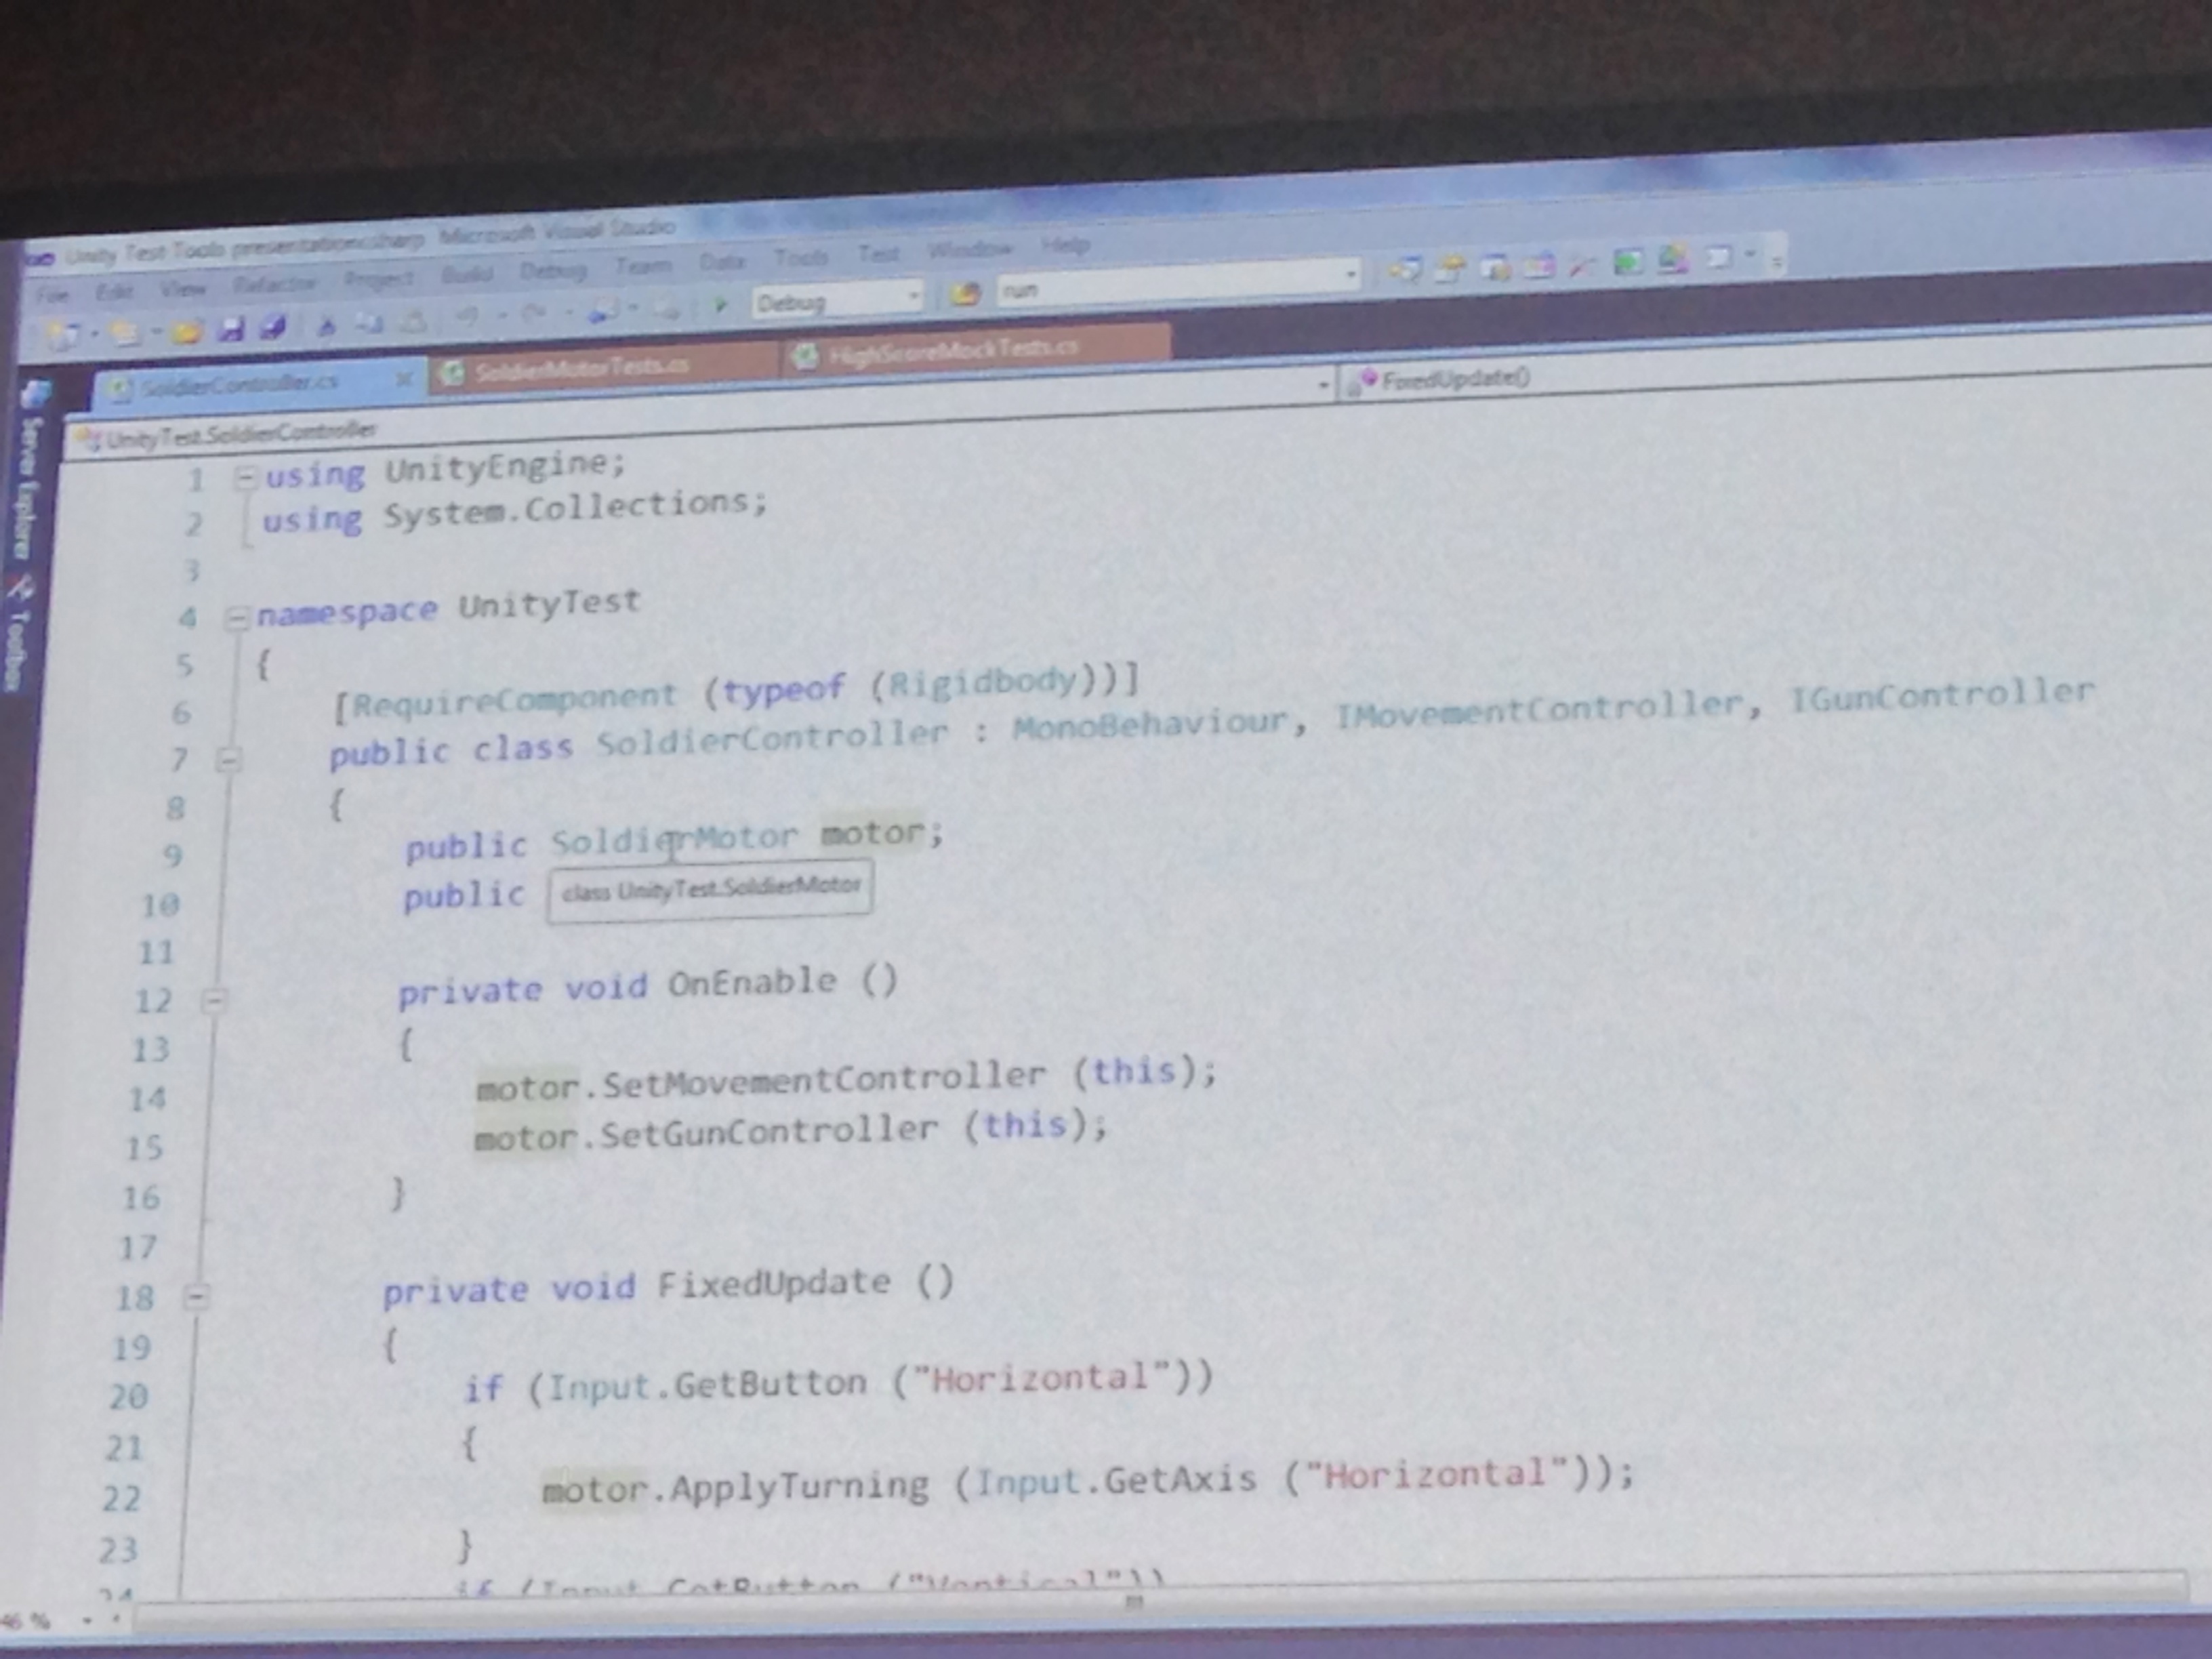 Unity Test Tools presentationcsharp Microsoft Visual Studio
File Edit View Refactor Project Build Debug Team Data Tools Test Window Help
Debug run
SoldierController.cs SoldierMotorTests.cs HighScoreMockTests.cs
UnityTest.SoldierController FixedUpdate()
Server Explorer
Toolbox
1 using UnityEngine;
2 using System.Collections;
3
4 namespace UnityTest
5 {
6 [RequireComponent (typeof (Rigidbody))]
7 public class SoldierController : MonoBehaviour, IMovementController, IGunController
8 {
9 public SoldierMotor motor;
10 public class UnityTest.SoldierMotor
11
12 private void OnEnable ()
13 {
14 motor.SetMovementController (this);
15 motor.SetGunController (this);
16 }
17
18 private void FixedUpdate ()
19 {
20 if (Input.GetButton ("Horizontal"))
21 {
22 motor.ApplyTurning (Input.GetAxis ("Horizontal"));
23 }
24 if (Input.GetButton ("Vertical"))
46 %